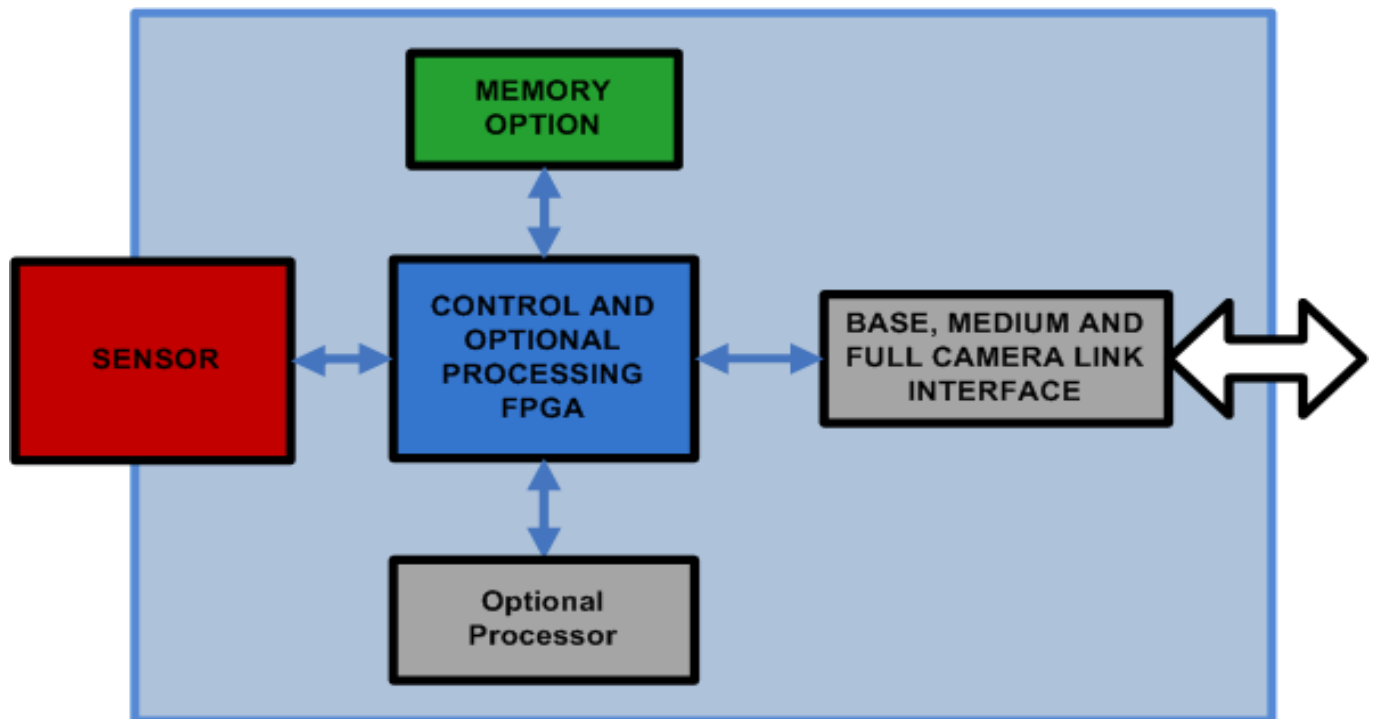 MEMORY
OPTION
SENSOR
CONTROL AND
OPTIONAL
PROCESSING
FPGA
BASE, MEDIUM AND
FULL CAMERA LINK
INTERFACE
Optional
Processor